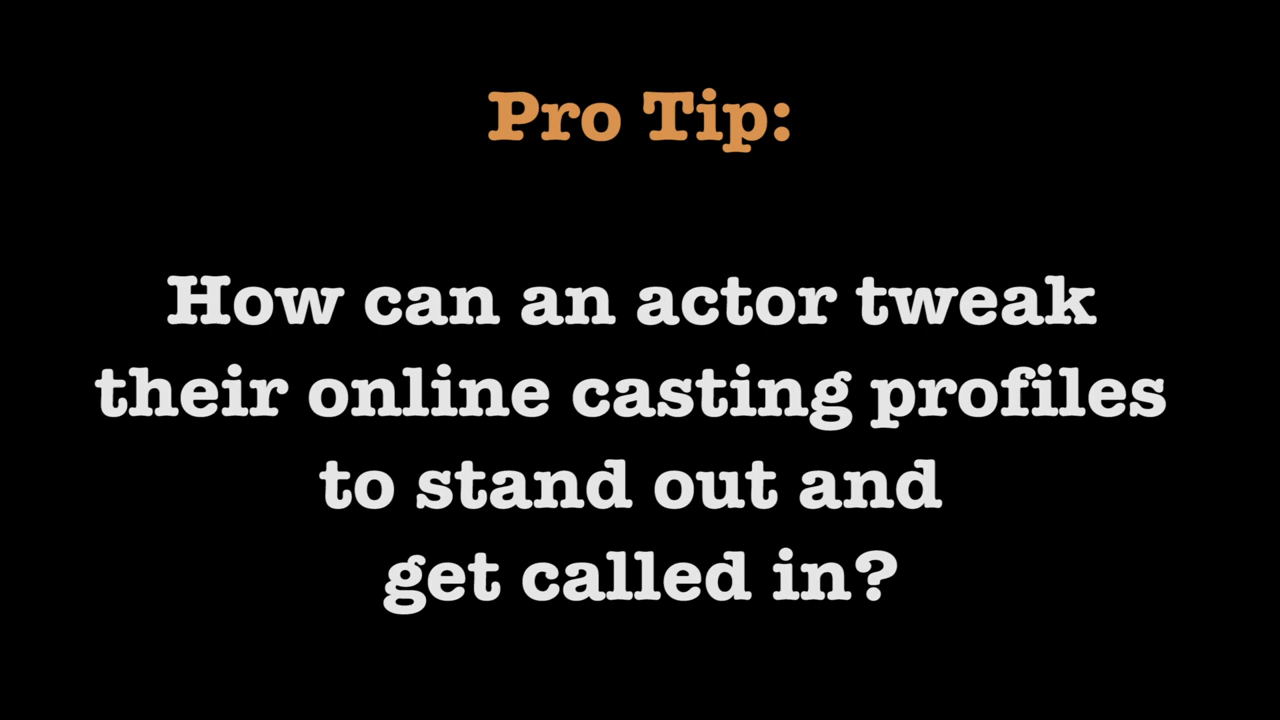 Pro Tip:
How can an actor tweak
their online casting profiles
to stand out and
get called in?